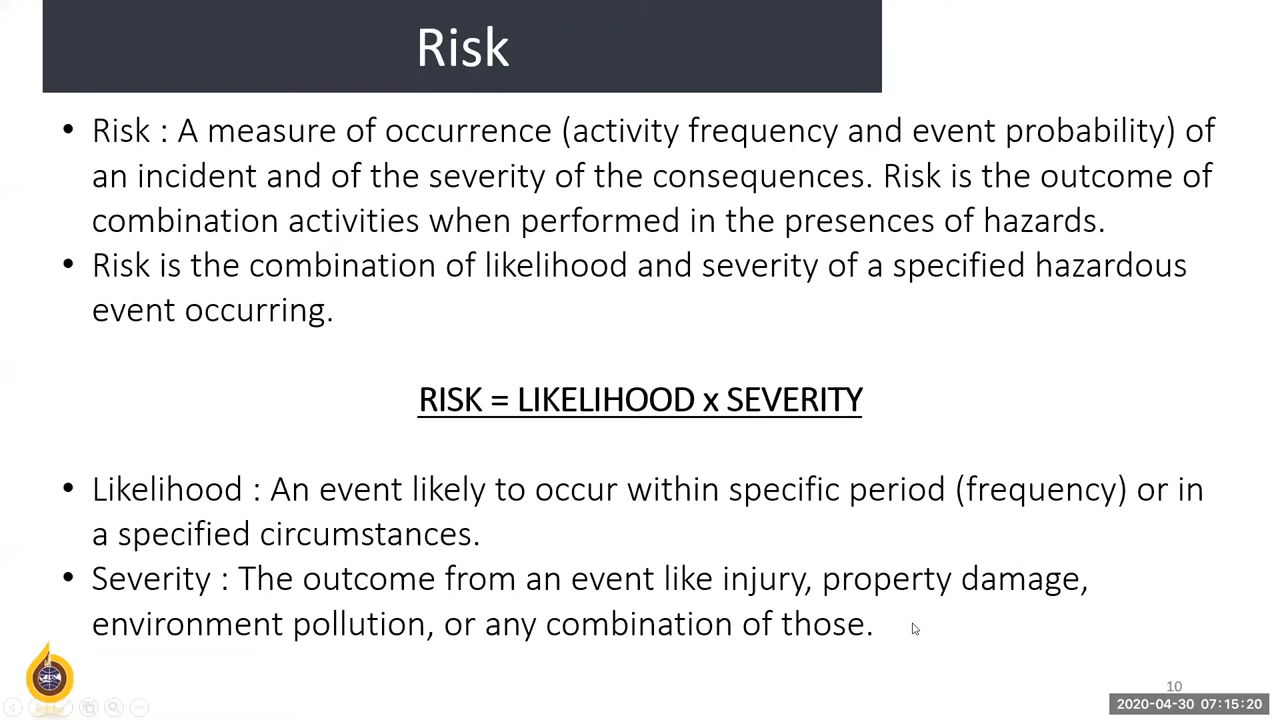 Risk
• Risk : A measure of occurrence (activity frequency and event probability) of
an incident and of the severity of the consequences. Risk is the outcome of
combination activities when performed in the presences of hazards.
• Risk is the combination of likelihood and severity of a specified hazardous
event occurring.
RISK = LIKELIHOOD x SEVERITY
• Likelihood : An event likely to occur within specific period (frequency) or in
a specified circumstances.
• Severity : The outcome from an event like injury, property damage,
environment pollution, or any combination of those.
10
2020-04-30 07:15:20